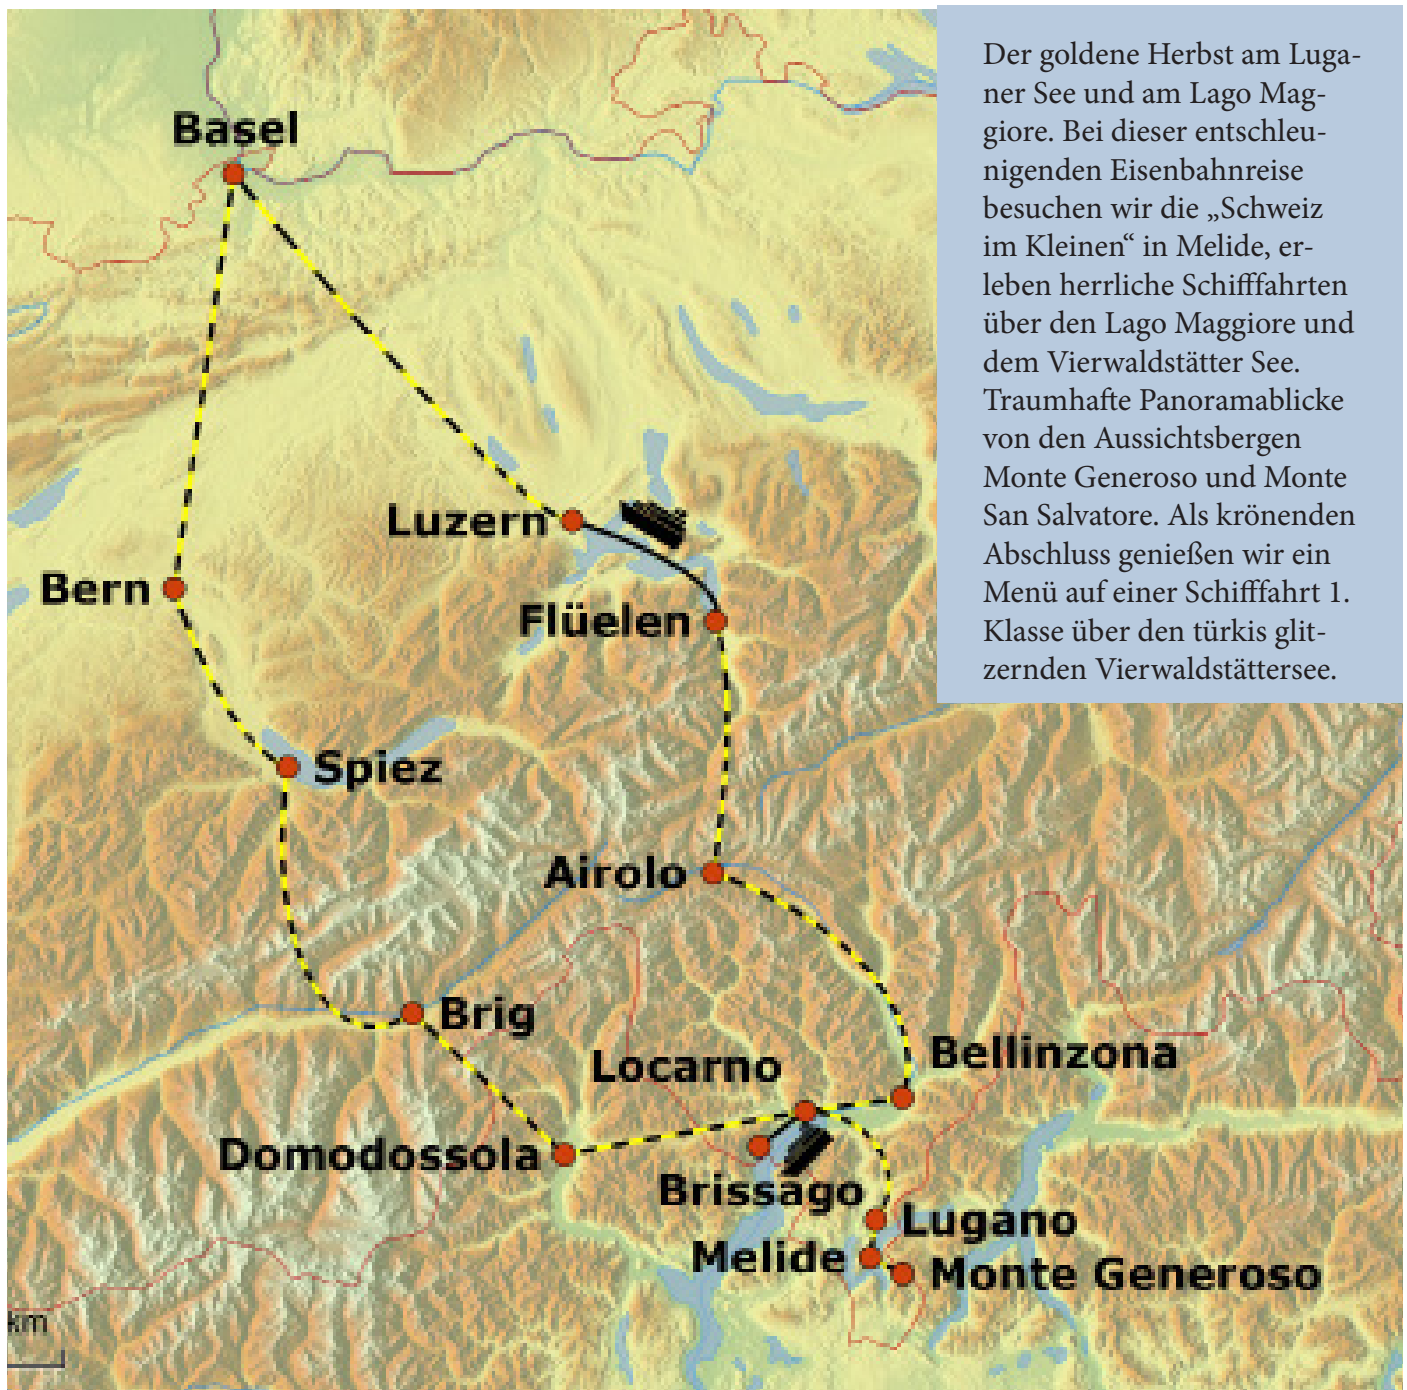 Der goldene Herbst am Luga-
ner See und am Lago Mag-
giore. Bei dieser entschleu-
nigenden Eisenbahnreise
besuchen wir die „Schweiz
im Kleinen“ in Melide, er-
leben herrliche Schifffahrten
über den Lago Maggiore und
dem Vierwaldstätter See.
Traumhafte Panoramablicke
von den Aussichtsbergen
Monte Generoso und Monte
San Salvatore. Als krönenden
Abschluss genießen wir ein
Menü auf einer Schifffahrt 1.
Klasse über den türkis glit-
zernden Vierwaldstättersee.
Basel
Luzern
Bern
Flüelen
Spiez
Airolo
Brig
Bellinzona
Locarno
Domodossola
Brissago
Lugano
Melide
Monte Generoso
km